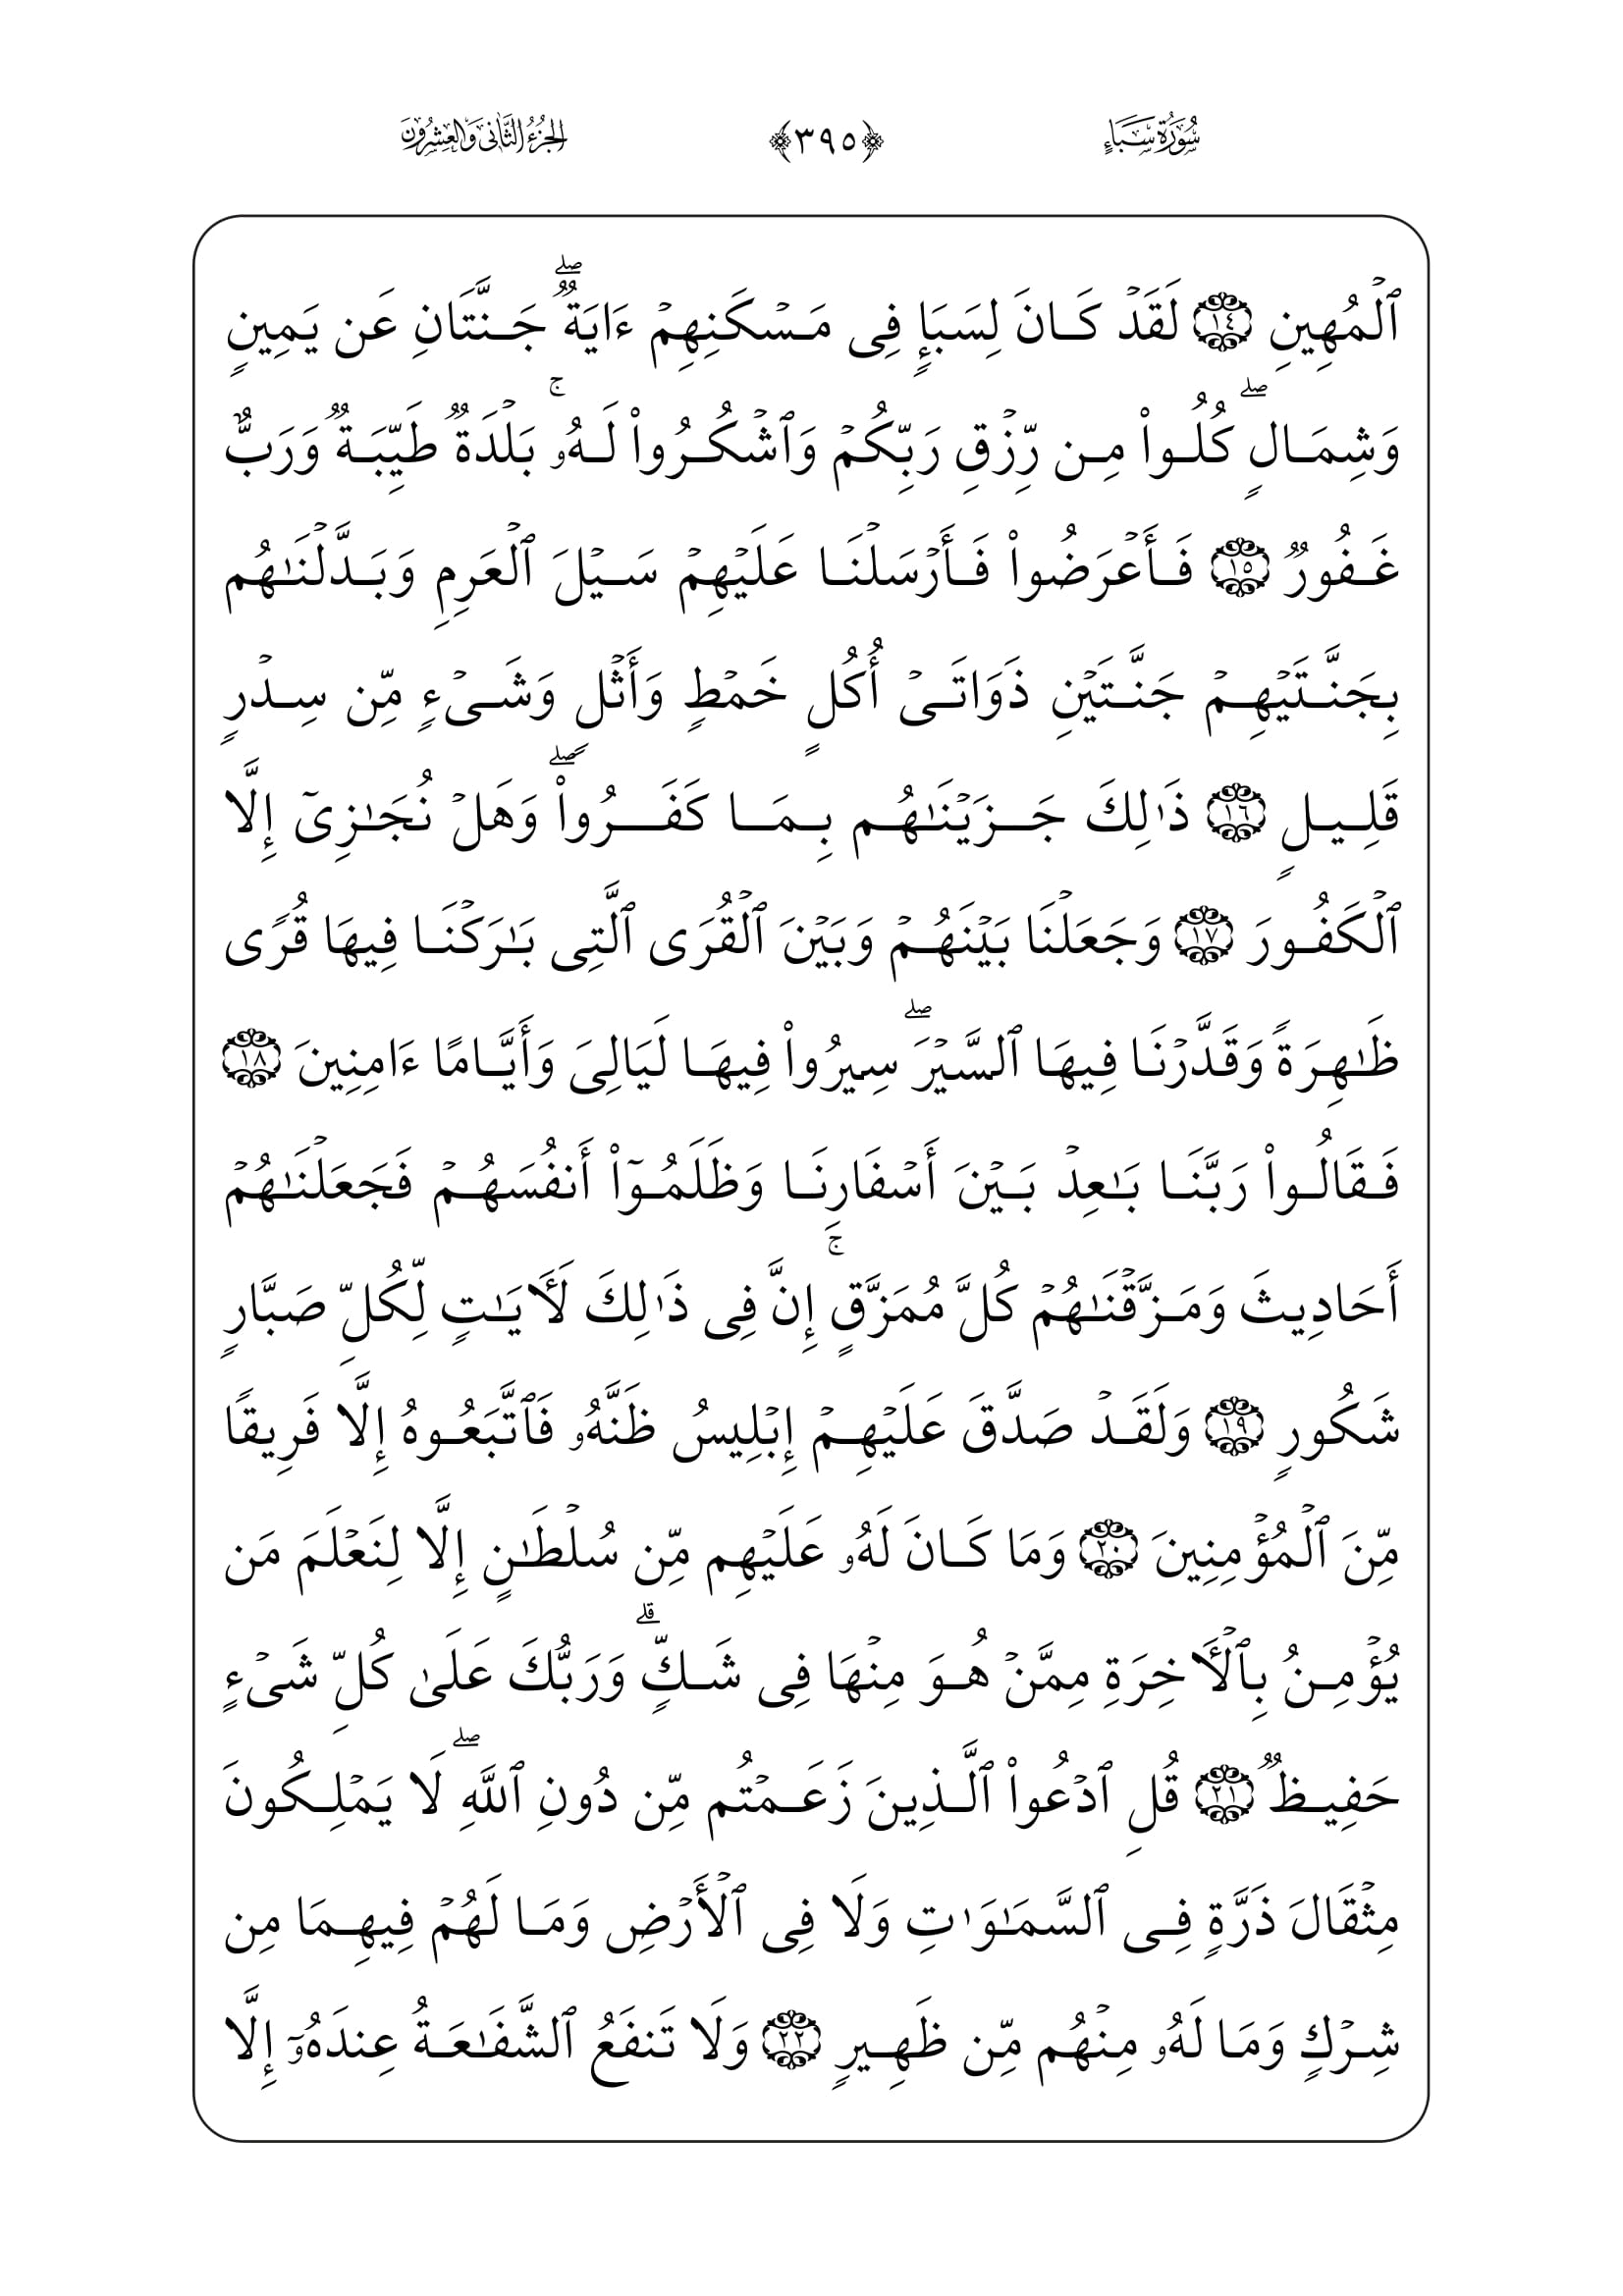 سُورَةُ سَبَإٍ ﴿٣٩٥﴾ الجُزْءُ الثَّانِى وَالعِشْرُونَ
ٱلْمُهِينِ ١٤ لَقَدْ كَانَ لِسَبَإٍ فِى مَسْكَنِهِمْ ءَايَةٌ ۖ جَنَّتَانِ عَن يَمِينٍ
وَشِمَالٍ ۖ كُلُوا۟ مِن رِّزْقِ رَبِّكُمْ وَٱشْكُرُوا۟ لَهُۥ ۚ بَلْدَةٌ طَيِّبَةٌ وَرَبٌّ
غَفُورٌ ١٥ فَأَعْرَضُوا۟ فَأَرْسَلْنَا عَلَيْهِمْ سَيْلَ ٱلْعَرِمِ وَبَدَّلْنَـٰهُم
بِجَنَّتَيْهِمْ جَنَّتَيْنِ ذَوَاتَىْ أُكُلٍ خَمْطٍ وَأَثْلٍ وَشَىْءٍ مِّن سِدْرٍ
قَلِيلٍ ١٦ ذَٰلِكَ جَزَيْنَـٰهُم بِمَا كَفَرُوا۟ ۖ وَهَلْ نُجَـٰزِىٓ إِلَّا
ٱلْكَفُورَ ١٧ وَجَعَلْنَا بَيْنَهُمْ وَبَيْنَ ٱلْقُرَى ٱلَّتِى بَـٰرَكْنَا فِيهَا قُرًى
ظَـٰهِرَةً وَقَدَّرْنَا فِيهَا ٱلسَّيْرَ ۖ سِيرُوا۟ فِيهَا لَيَالِىَ وَأَيَّامًا ءَامِنِينَ ١٨
فَقَالُوا۟ رَبَّنَا بَـٰعِدْ بَيْنَ أَسْفَارِنَا وَظَلَمُوٓا۟ أَنفُسَهُمْ فَجَعَلْنَـٰهُمْ
أَحَادِيثَ وَمَزَّقْنَـٰهُمْ كُلَّ مُمَزَّقٍ ۚ إِنَّ فِى ذَٰلِكَ لَـَٔايَـٰتٍ لِّكُلِّ صَبَّارٍ
شَكُورٍ ١٩ وَلَقَدْ صَدَّقَ عَلَيْهِمْ إِبْلِيسُ ظَنَّهُۥ فَٱتَّبَعُوهُ إِلَّا فَرِيقًا
مِّنَ ٱلْمُؤْمِنِينَ ٢٠ وَمَا كَانَ لَهُۥ عَلَيْهِم مِّن سُلْطَـٰنٍ إِلَّا لِنَعْلَمَ مَن
يُؤْمِنُ بِٱلْـَٔاخِرَةِ مِمَّنْ هُوَ مِنْهَا فِى شَكٍّ ۗ وَرَبُّكَ عَلَىٰ كُلِّ شَىْءٍ
حَفِيظٌ ٢١ قُلِ ٱدْعُوا۟ ٱلَّذِينَ زَعَمْتُم مِّن دُونِ ٱللَّهِ ۖ لَا يَمْلِكُونَ
مِثْقَالَ ذَرَّةٍ فِى ٱلسَّمَـٰوَٰتِ وَلَا فِى ٱلْأَرْضِ وَمَا لَهُمْ فِيهِمَا مِن
شِرْكٍ وَمَا لَهُۥ مِنْهُم مِّن ظَهِيرٍ ٢٢ وَلَا تَنفَعُ ٱلشَّفَـٰعَةُ عِندَهُۥٓ إِلَّا